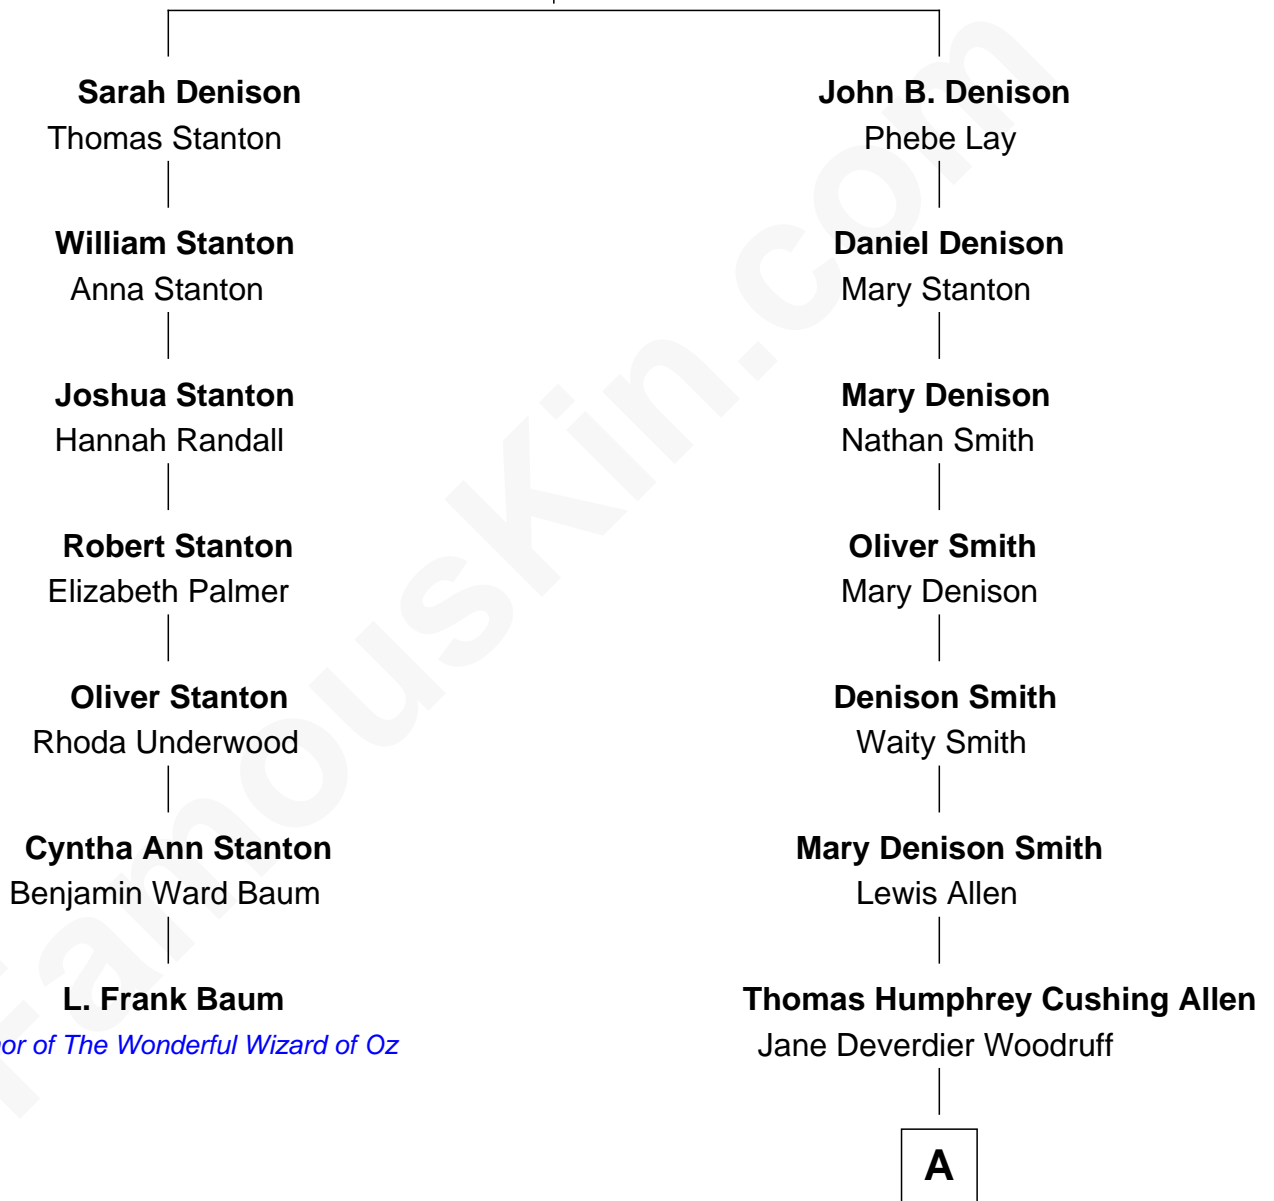 Sarah Denison
Thomas Stanton
William Stanton
Anna Stanton
Joshua Stanton
Hannah Randall
Robert Stanton
Elizabeth Palmer
Oliver Stanton
Rhoda Underwood
Cyntha Ann Stanton
Benjamin Ward Baum
L. Frank Baum
of The Wonderful Wizard of Oz
John B. Denison
Phebe Lay
Daniel Denison
Mary Stanton
Mary Denison
Nathan Smith
Oliver Smith
Mary Denison
Denison Smith
Waity Smith
Mary Denison Smith
Lewis Allen
Thomas Humphrey Cushing Allen
Jane Deverdier Woodruff
A
FamousKin.com